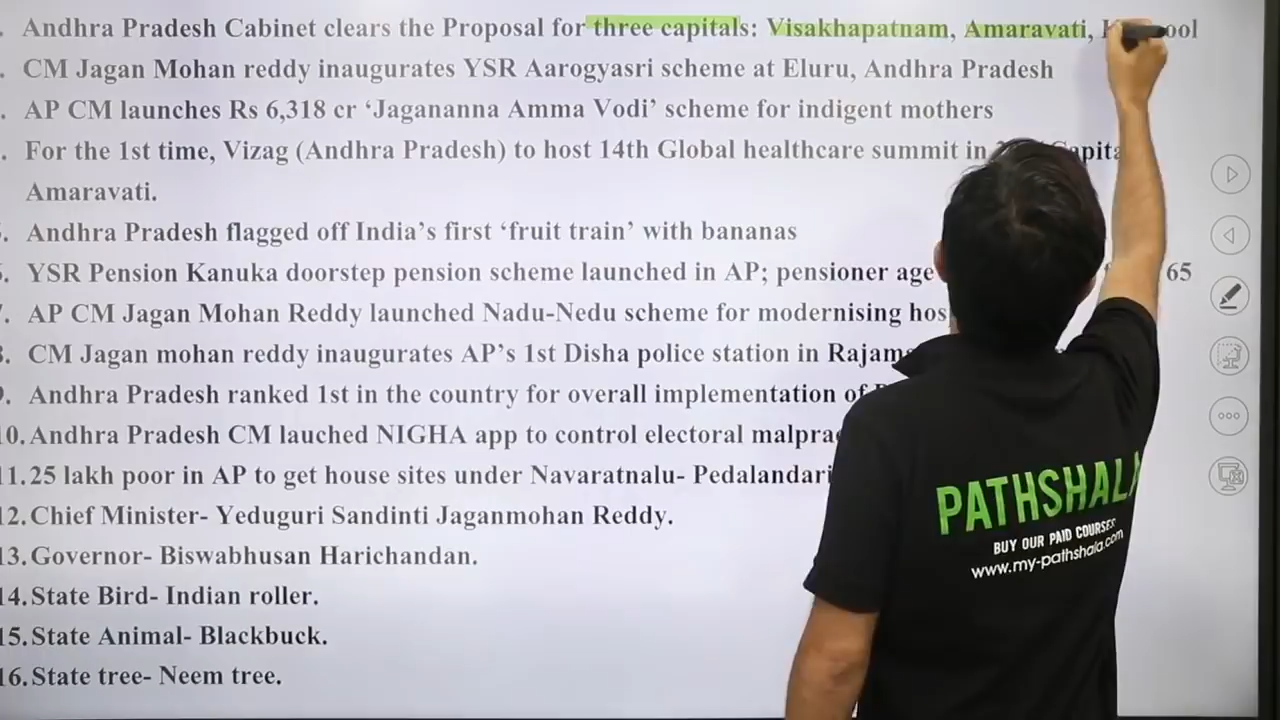 . Andhra Pradesh Cabinet clears the Proposal for three capitals: Visakhapatnam, Amaravati,
. CM Jagan Mohan reddy inaugurates YSR Aarogyasri scheme at Eluru, Andhra Pradesh
. AP CM launches Rs 6,318 cr ‘Jagananna Amma Vodi’ scheme for indigent mothers
. For the 1st time, Vizag (Andhra Pradesh) to host 14th Global healthcare summit in
Amaravati.
. Andhra Pradesh flagged off India’s first ‘fruit train’ with bananas
. YSR Pension Kanuka doorstep pension scheme launched in AP; pensioner age 65
. AP CM Jagan Mohan Reddy launched Nadu-Nedu scheme for modernising
. CM Jagan mohan reddy inaugurates AP’s 1st Disha police station in
. Andhra Pradesh ranked 1st in the country for overall implementation of
10. Andhra Pradesh CM lauched NIGHA app to control electoral
11. 25 lakh poor in AP to get house sites under Navaratnalu- Pedalandari
12. Chief Minister- Yeduguri Sandinti Jaganmohan Reddy.
13. Governor- Biswabhusan Harichandan.
14. State Bird- Indian roller.
15. State Animal- Blackbuck.
16. State tree- Neem tree.
PATHSHALA
BUY OUR PAID COURSES
www.my-pathshala.com